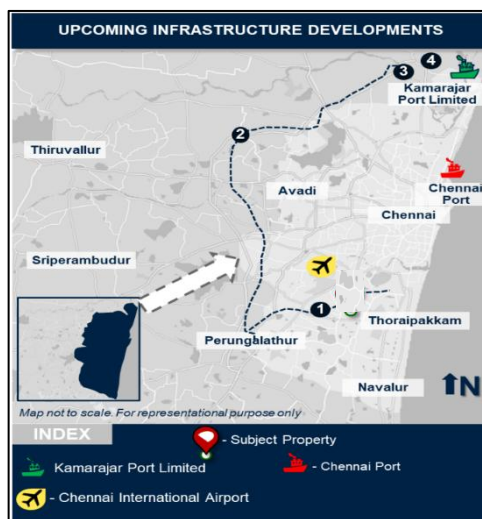 UPCOMING INFRASTRUCTURE DEVELOPMENTS
4
3
Kamarajar
Port Limited
2
Thiruvallur
Avadi
Chennai
Port
Chennai
Sriperambudur
1
Thoraipakkam
Perungalathur
Navalur
N
Map not to scale. For representational purpose only
INDEX
- Subject Property
Kamarajar Port Limited
- Chennai Port
- Chennai International Airport